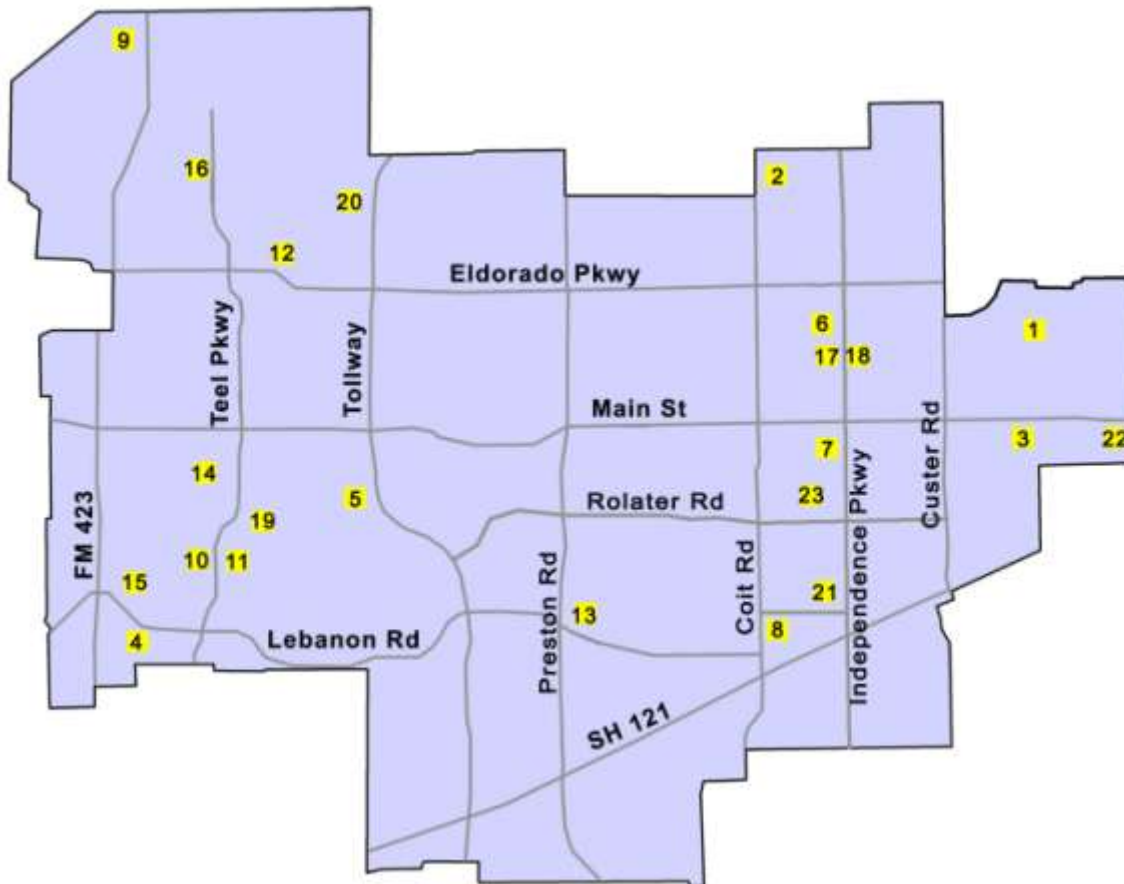 9
16
2
20
12
Eldorado Pkwy
6
1
17
18
Teel Pkwy
Tollway
Main St
3
22
7
14
23
5
Rolater Rd
Custer Rd
19
FM 423
10
11
15
Preston Rd
Coit Rd
Independence Pkwy
21
13
4
Lebanon Rd
8
SH 121